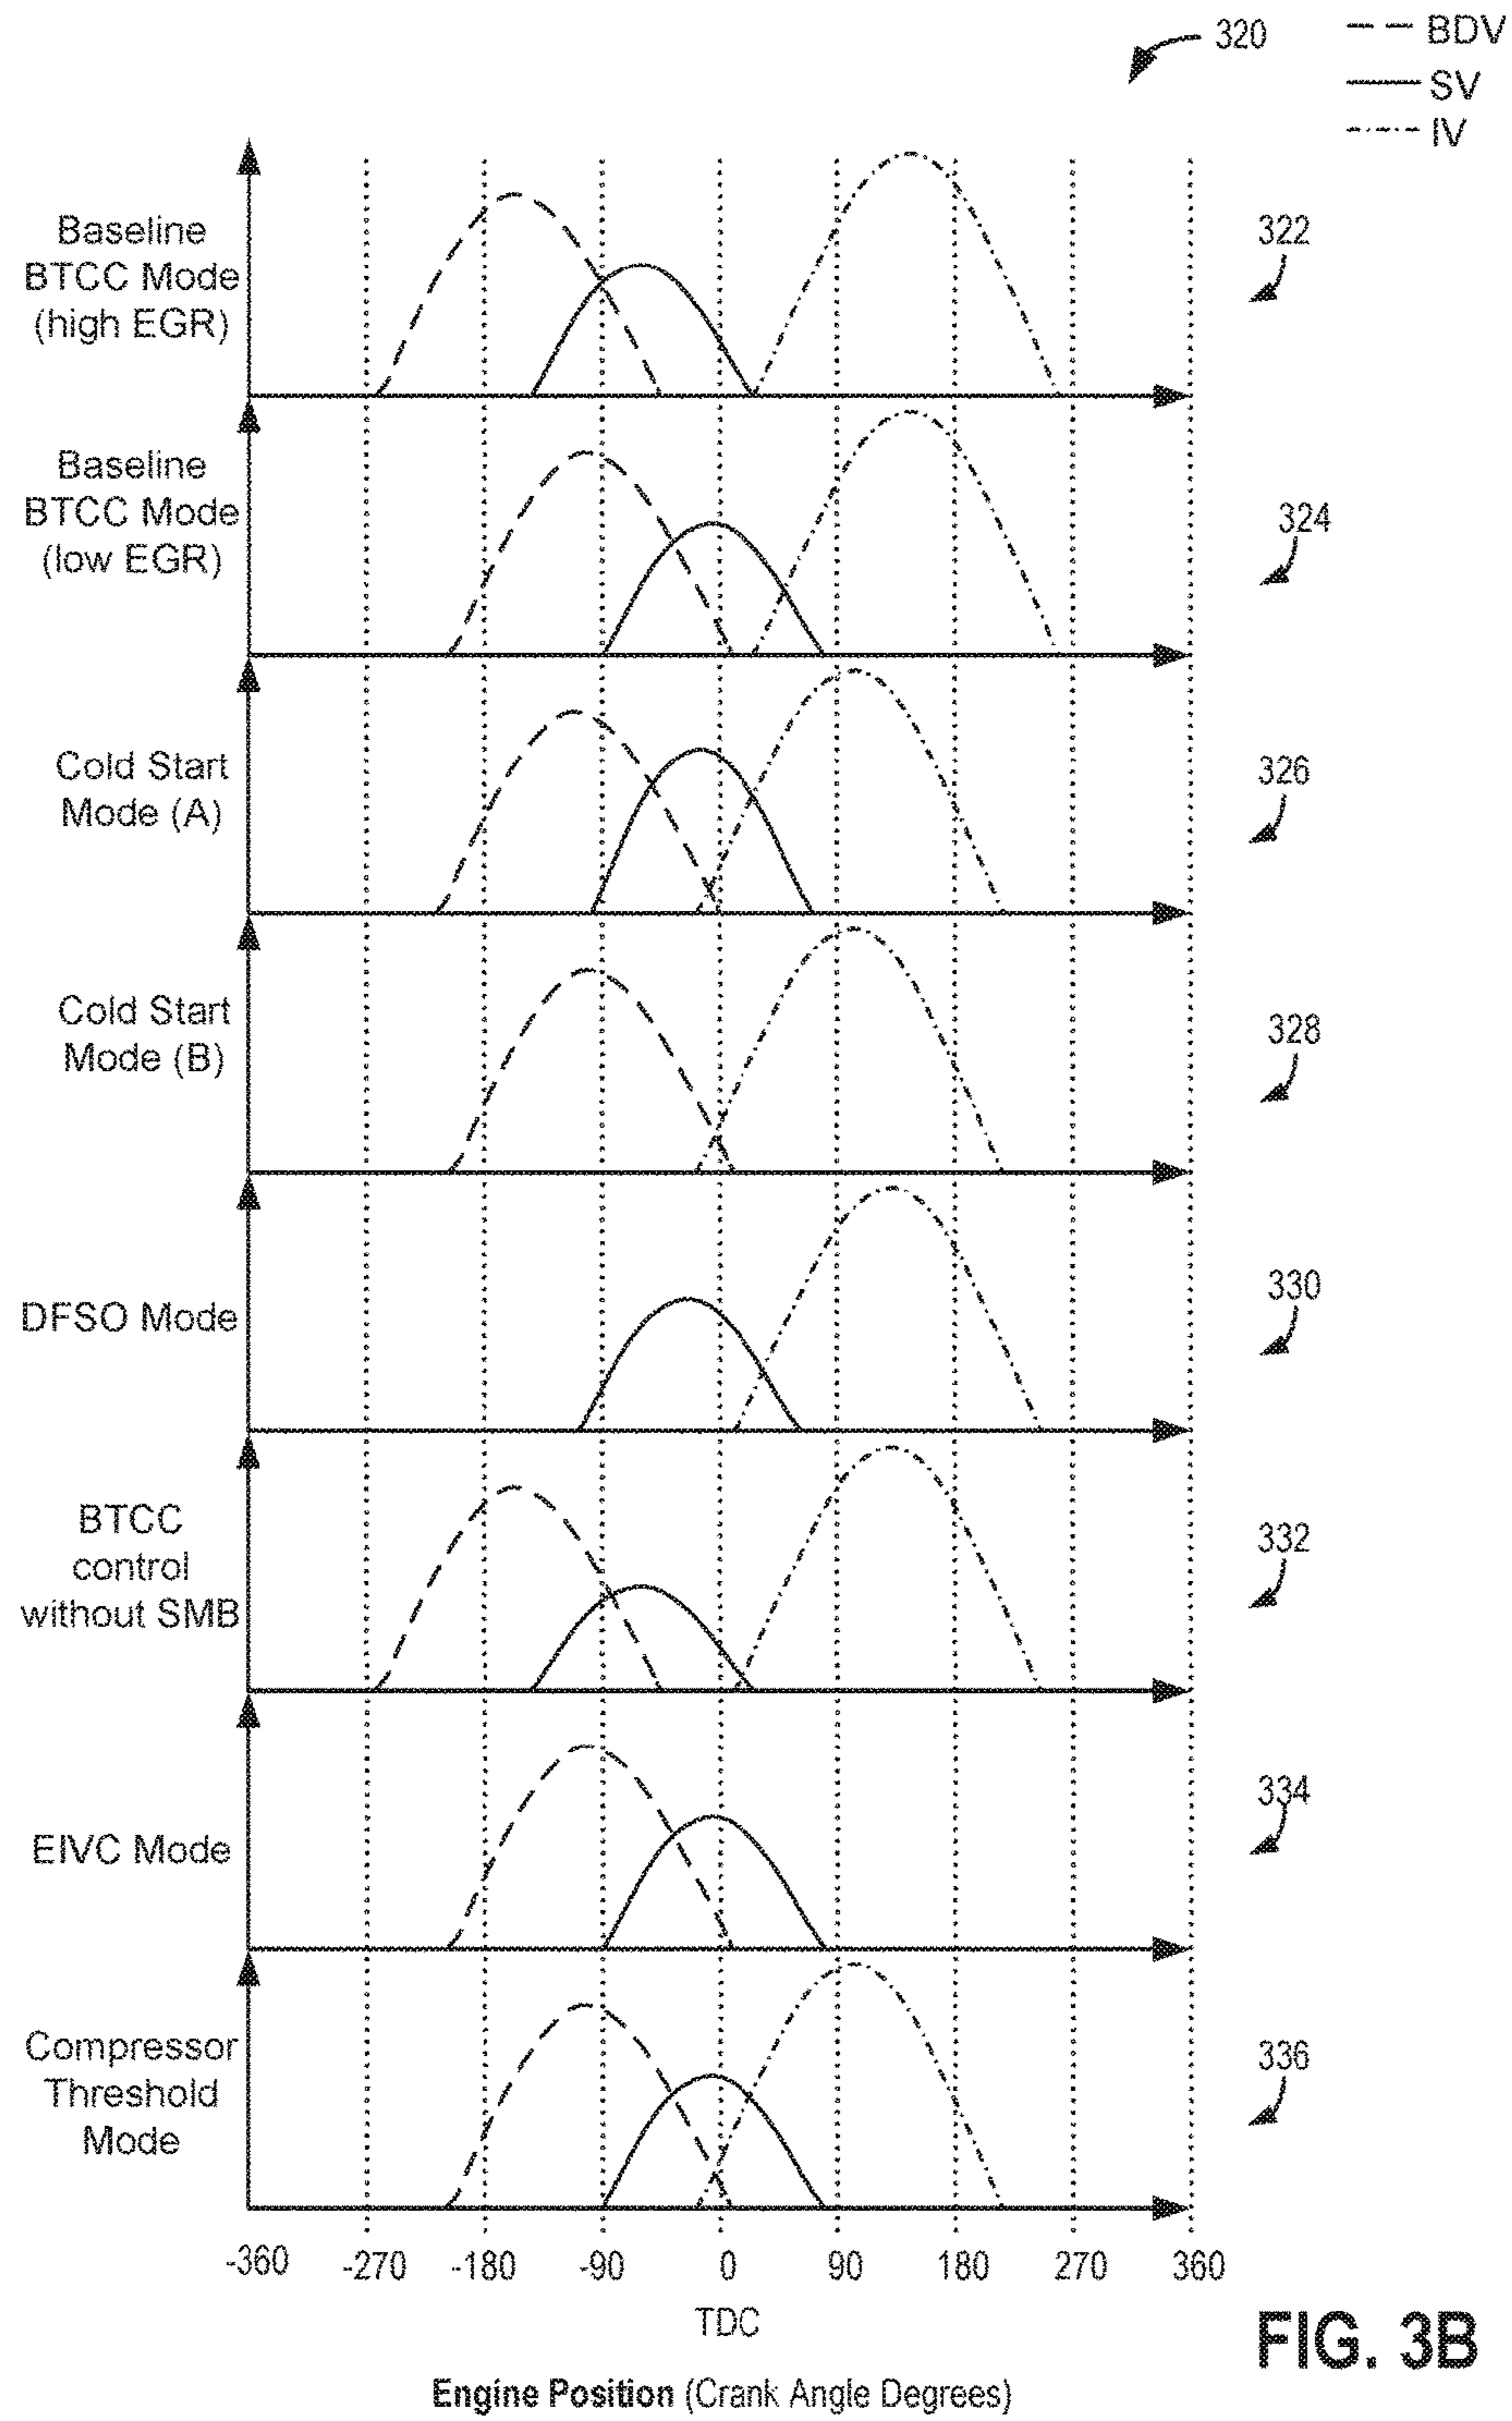 320
BDV
SV
IV
Baseline
BTCC Mode
(high EGR)
322
Baseline
BTCC Mode
(low EGR)
324
Cold Start
Mode (A)
326
Cold Start
Mode (B)
328
DFSO Mode
330
BTCC
control
without SMB
332
EIVC Mode
334
Compressor
Threshold
Mode
336
-360 -270 -180 -90 0 90 180 270 360
TDC
FIG. 3B
Engine Position (Crank Angle Degrees)